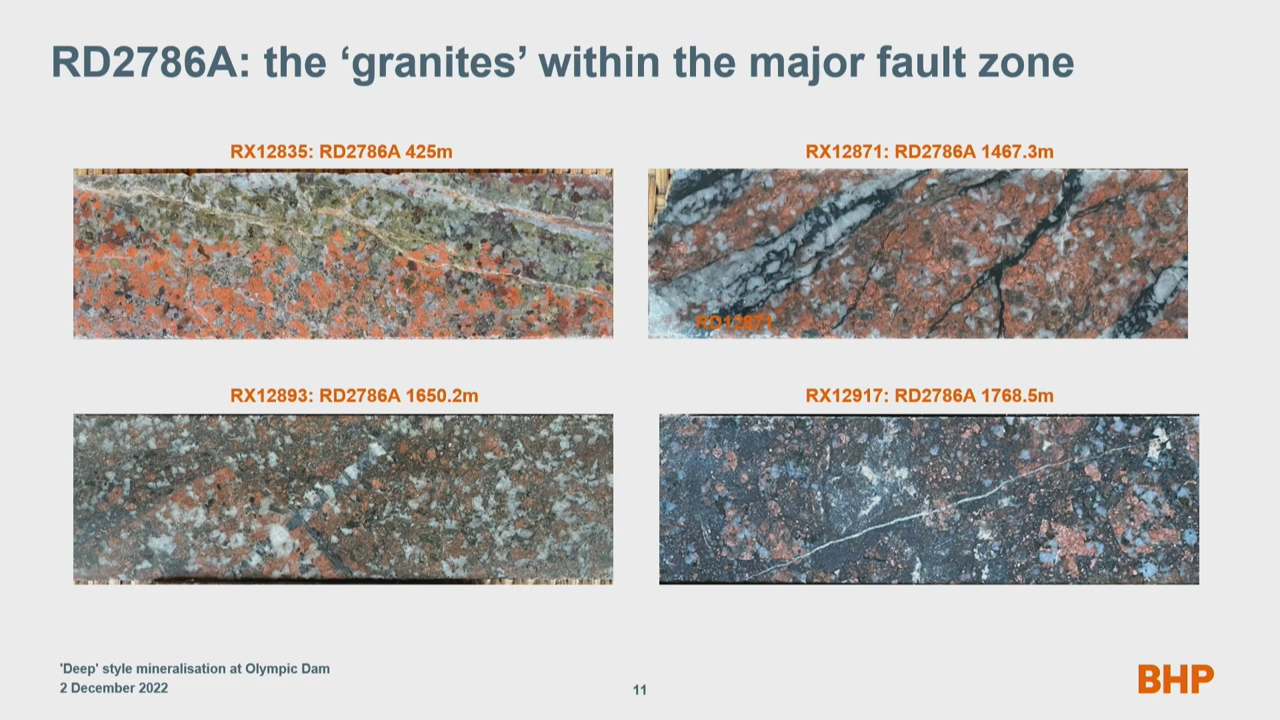 RD2786A: the ‘granites’ within the major fault zone
RX12835: RD2786A 425m
RX12871: RD2786A 1467.3m
RD12871
RX12893: RD2786A 1650.2m
RX12917: RD2786A 1768.5m
'Deep' style mineralisation at Olympic Dam
2 December 2022
11
BHP